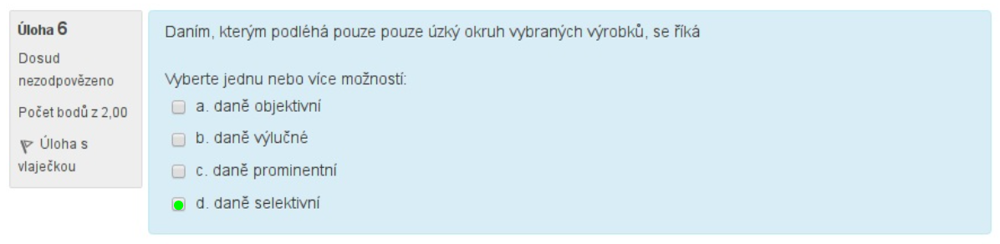 Úloha 6
Dosud
nezodpovězeno
Počet bodů z 2,00
Úloha s
vlaječkou
Daním, kterým podléhá pouze pouze úzký okruh vybraných výrobků, se říká
Vyberte jednu nebo více možností:
a. daně objektivní
b. daně výlučné
c. daně prominentní
d. daně selektivní